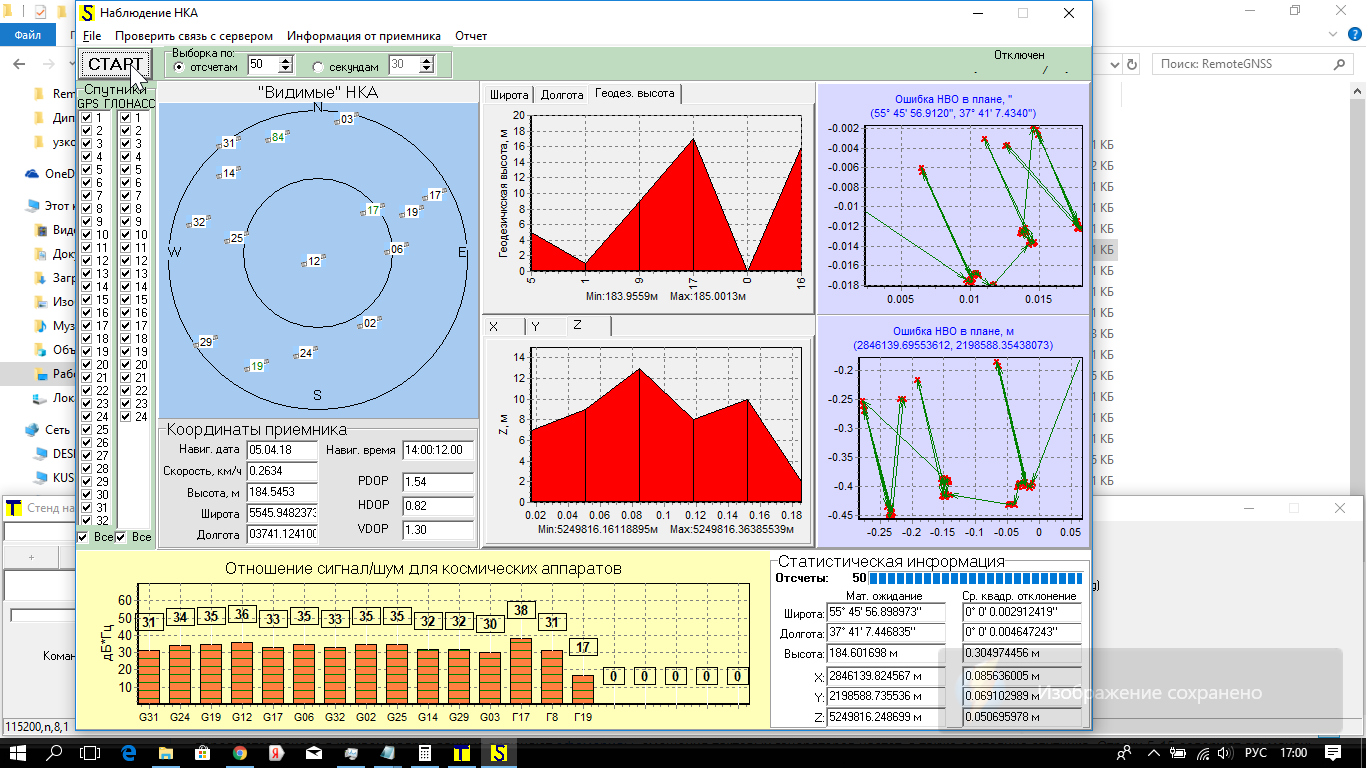 Наблюдение НКА
Файл
File Проверить связь с сервером Информация от приемника Отчет
СТАРТ
Выборка по:
отсчетам 50 секундам 30
Отключен
. / .
Поиск: RemoteGNSS
Спутники
GPS ГЛОНАСС
1 1
2 2
3 3
4 4
5 5
6 6
7 7
8 8
9 9
10 10
11 11
12 12
13 13
14 14
15 15
16 16
17 17
18 18
19 19
20 20
21 21
22 22
23 23
24 24
25
26
27
28
29
30
31
32
Все Все
"Видимые" НКА
N
03
84
31
14
17
17
19
32
25
06
W
E
12
02
29
24
19
S
Широта Долгота Геодез. высота
Геодезическая высота, м
20
18
16
14
12
10
8
6
4
2
0
5 1 9 17 0 16
Min:183.9559м Max:185.0013м
X Y Z
Z, м
14
12
10
8
6
4
2
0
0.02 0.04 0.06 0.08 0.1 0.12 0.14 0.16 0.18
Min:5249816.16118895м Max:5249816.36385539м
Ошибка НВО в плане, "
(55° 45' 56.9120", 37° 41' 7.4340")
-0.002
-0.004
-0.006
-0.008
-0.01
-0.012
-0.014
-0.016
-0.018
0.005 0.01 0.015
Ошибка НВО в плане, м
(2846139.69553612, 2198588.35438073)
-0.2
-0.25
-0.3
-0.35
-0.4
-0.45
-0.25 -0.2 -0.15 -0.1 -0.05 0 0.05
Координаты приемника
Навиг. дата 05.04.18 Навиг. время 14:00:12.00
Скорость, км/ч 0.2634
Высота, м 184.5453
Широта 5545.9482373
Долгота 03741.124100
PDOP 1.54
HDOP 0.82
VDOP 1.30
Отношение сигнал/шум для космических аппаратов
дБ*Гц
60
50
40
30
20
10
31 34 35 36 33 35 33 35 35 32 32 30 38 31 17 0 0 0 0 0
G31 G24 G19 G12 G17 G06 G32 G02 G25 G14 G29 G03 Г17 Г8 Г19
Статистическая информация
Отсчеты: 50
Мат. ожидание Ср. квадр. отклонение
Широта: 55° 45' 56.898973'' 0° 0' 0.002912419''
Долгота: 37° 41' 7.446835'' 0° 0' 0.004647243''
Высота: 184.601698 м 0.304974456 м
X: 2846139.824567 м 0.085636005 м
Y: 2198588.735536 м 0.069102989 м
Z: 5249816.248699 м 0.050695978 м
Изображение сохранено
Rem
Дип
узко
OneD
Этот к
Виде
Доку
Загр
Изо
Муз
Объ
Рабо
Лока
Сеть
DESK
KUS
Стенд на
Коман
115200,n,8,1
РУС 17:00